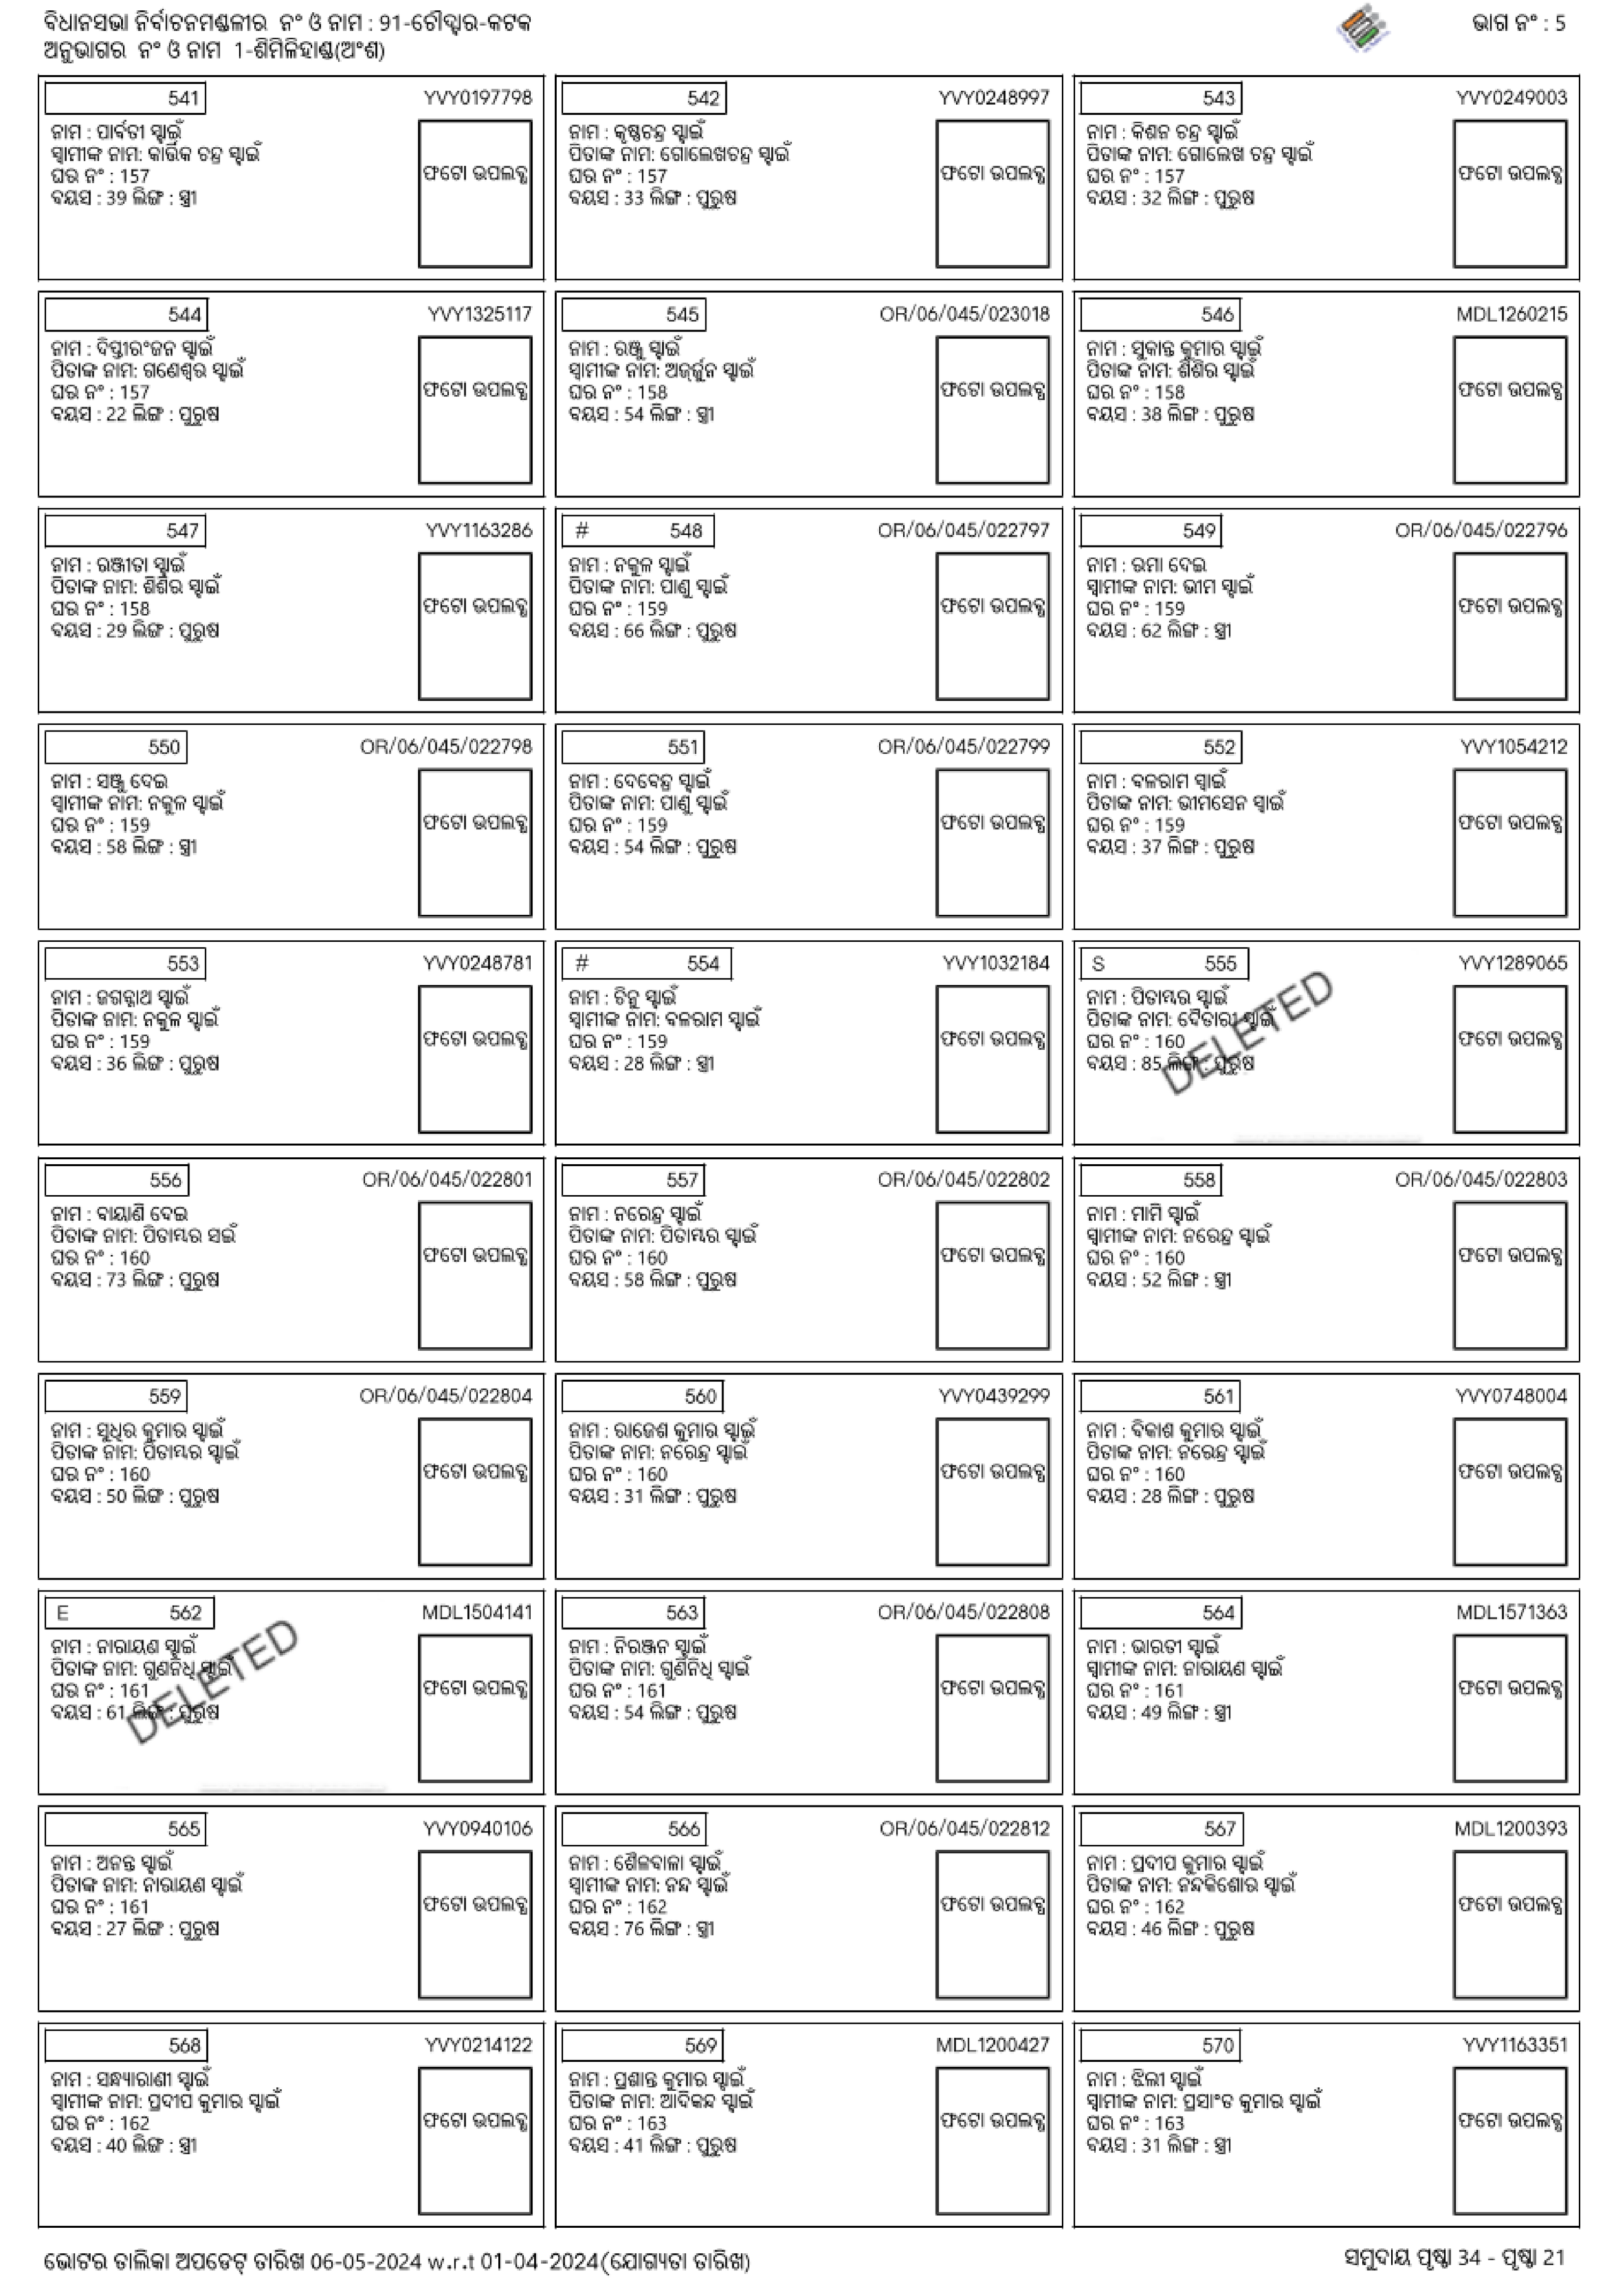 ବିଧାନସଭା ନିର୍ବାଚନମଣ୍ଡଳୀର ନଂ ଓ ନାମ : 91-ଚୌଦ୍ୱାର-କଟକ
ଅନୁଭାଗର ନଂ ଓ ନାମ 1-ଶିମିଳିହାଣ୍ଡା(ଅଂଶ)
ଭାଗ ନଂ : 5
541 YVY0197798
ନାମ : ପାର୍ବତୀ ସ୍ବାଇଁ
ସ୍ୱାମୀଙ୍କ ନାମ: କାର୍ତ୍ତିକ ଚନ୍ଦ୍ର ସ୍ବାଇଁ
ଘର ନଂ : 157
ବୟସ : 39 ଲିଙ୍ଗ : ସ୍ତ୍ରୀ
ଫଟୋ ଉପଲବ୍ଧ
542 YVY0248997
ନାମ : କୃଷ୍ଣଚନ୍ଦ୍ର ସ୍ବାଇଁ
ପିତାଙ୍କ ନାମ: ଗୋଲେଖଚନ୍ଦ୍ର ସ୍ବାଇଁ
ଘର ନଂ : 157
ବୟସ : 33 ଲିଙ୍ଗ : ପୁରୁଷ
ଫଟୋ ଉପଲବ୍ଧ
543 YVY0249003
ନାମ : କିଶନ ଚନ୍ଦ୍ର ସ୍ବାଇଁ
ପିତାଙ୍କ ନାମ: ଗୋଲେଖ ଚନ୍ଦ୍ର ସ୍ବାଇଁ
ଘର ନଂ : 157
ବୟସ : 32 ଲିଙ୍ଗ : ପୁରୁଷ
ଫଟୋ ଉପଲବ୍ଧ
544 YVY1325117
ନାମ : ଦିପ୍ତୀରଂଜନ ସ୍ବାଇଁ
ପିତାଙ୍କ ନାମ: ଗଣେଶ୍ୱର ସ୍ବାଇଁ
ଘର ନଂ : 157
ବୟସ : 22 ଲିଙ୍ଗ : ପୁରୁଷ
ଫଟୋ ଉପଲବ୍ଧ
545 OR/06/045/023018
ନାମ : ରଞ୍ଜୁ ସ୍ବାଇଁ
ସ୍ୱାମୀଙ୍କ ନାମ: ଅର୍ଜ୍ଜୁନ ସ୍ବାଇଁ
ଘର ନଂ : 158
ବୟସ : 54 ଲିଙ୍ଗ : ସ୍ତ୍ରୀ
ଫଟୋ ଉପଲବ୍ଧ
546 MDL1260215
ନାମ : ସୁକାନ୍ତ କୁମାର ସ୍ବାଇଁ
ପିତାଙ୍କ ନାମ: ଶିଶିର ସ୍ବାଇଁ
ଘର ନଂ : 158
ବୟସ : 38 ଲିଙ୍ଗ : ପୁରୁଷ
ଫଟୋ ଉପଲବ୍ଧ
547 YVY1163286
ନାମ : ରଞ୍ଜୀତା ସ୍ବାଇଁ
ପିତାଙ୍କ ନାମ: ଶିଶିର ସ୍ବାଇଁ
ଘର ନଂ : 158
ବୟସ : 29 ଲିଙ୍ଗ : ପୁରୁଷ
ଫଟୋ ଉପଲବ୍ଧ
# 548 OR/06/045/022797
ନାମ : ନକୁଳ ସ୍ବାଇଁ
ପିତାଙ୍କ ନାମ: ପାଣୁ ସ୍ବାଇଁ
ଘର ନଂ : 159
ବୟସ : 66 ଲିଙ୍ଗ : ପୁରୁଷ
ଫଟୋ ଉପଲବ୍ଧ
549 OR/06/045/022796
ନାମ : ରମା ଦେଇ
ସ୍ୱାମୀଙ୍କ ନାମ: ଭୀମ ସ୍ବାଇଁ
ଘର ନଂ : 159
ବୟସ : 62 ଲିଙ୍ଗ : ସ୍ତ୍ରୀ
ଫଟୋ ଉପଲବ୍ଧ
550 OR/06/045/022798
ନାମ : ସଞ୍ଜୁ ଦେଇ
ସ୍ୱାମୀଙ୍କ ନାମ: ନକୁଳ ସ୍ବାଇଁ
ଘର ନଂ : 159
ବୟସ : 58 ଲିଙ୍ଗ : ସ୍ତ୍ରୀ
ଫଟୋ ଉପଲବ୍ଧ
551 OR/06/045/022799
ନାମ : ଦେବେନ୍ଦ୍ର ସ୍ବାଇଁ
ପିତାଙ୍କ ନାମ: ପାଣୁ ସ୍ବାଇଁ
ଘର ନଂ : 159
ବୟସ : 54 ଲିଙ୍ଗ : ପୁରୁଷ
ଫଟୋ ଉପଲବ୍ଧ
552 YVY1054212
ନାମ : ବଳରାମ ସ୍ୱାଇଁ
ପିତାଙ୍କ ନାମ: ଭୀମସେନ ସ୍ୱାଇଁ
ଘର ନଂ : 159
ବୟସ : 37 ଲିଙ୍ଗ : ପୁରୁଷ
ଫଟୋ ଉପଲବ୍ଧ
553 YVY0248781
ନାମ : ଜଗନ୍ନାଥ ସ୍ବାଇଁ
ପିତାଙ୍କ ନାମ: ନକୁଳ ସ୍ବାଇଁ
ଘର ନଂ : 159
ବୟସ : 36 ଲିଙ୍ଗ : ପୁରୁଷ
ଫଟୋ ଉପଲବ୍ଧ
# 554 YVY1032184
ନାମ : ଟିନୁ ସ୍ବାଇଁ
ସ୍ୱାମୀଙ୍କ ନାମ: ବଳରାମ ସ୍ବାଇଁ
ଘର ନଂ : 159
ବୟସ : 28 ଲିଙ୍ଗ : ସ୍ତ୍ରୀ
ଫଟୋ ଉପଲବ୍ଧ
S 555 YVY1289065
ନାମ : ପିତାମ୍ବର ସ୍ବାଇଁ
ପିତାଙ୍କ ନାମ: ଦୈତାରୀ ସ୍ବାଇଁ
ଘର ନଂ : 160
ବୟସ : 85 ଲିଙ୍ଗ : ପୁରୁଷ
ଫଟୋ ଉପଲବ୍ଧ
DELETED
556 OR/06/045/022801
ନାମ : ବାୟାଣି ଦେଇ
ପିତାଙ୍କ ନାମ: ପିତାମ୍ବର ସଇଁ
ଘର ନଂ : 160
ବୟସ : 73 ଲିଙ୍ଗ : ପୁରୁଷ
ଫଟୋ ଉପଲବ୍ଧ
557 OR/06/045/022802
ନାମ : ନରେନ୍ଦ୍ର ସ୍ବାଇଁ
ପିତାଙ୍କ ନାମ: ପିତାମ୍ବର ସ୍ବାଇଁ
ଘର ନଂ : 160
ବୟସ : 58 ଲିଙ୍ଗ : ପୁରୁଷ
ଫଟୋ ଉପଲବ୍ଧ
558 OR/06/045/022803
ନାମ : ମାମି ସ୍ବାଇଁ
ସ୍ୱାମୀଙ୍କ ନାମ: ନରେନ୍ଦ୍ର ସ୍ବାଇଁ
ଘର ନଂ : 160
ବୟସ : 52 ଲିଙ୍ଗ : ସ୍ତ୍ରୀ
ଫଟୋ ଉପଲବ୍ଧ
559 OR/06/045/022804
ନାମ : ସୁଧିର କୁମାର ସ୍ବାଇଁ
ପିତାଙ୍କ ନାମ: ପିତାମ୍ବର ସ୍ବାଇଁ
ଘର ନଂ : 160
ବୟସ : 50 ଲିଙ୍ଗ : ପୁରୁଷ
ଫଟୋ ଉପଲବ୍ଧ
560 YVY0439299
ନାମ : ରାଜେଶ କୁମାର ସ୍ବାଇଁ
ପିତାଙ୍କ ନାମ: ନରେନ୍ଦ୍ର ସ୍ବାଇଁ
ଘର ନଂ : 160
ବୟସ : 31 ଲିଙ୍ଗ : ପୁରୁଷ
ଫଟୋ ଉପଲବ୍ଧ
561 YVY0748004
ନାମ : ବିକାଶ କୁମାର ସ୍ବାଇଁ
ପିତାଙ୍କ ନାମ: ନରେନ୍ଦ୍ର ସ୍ବାଇଁ
ଘର ନଂ : 160
ବୟସ : 28 ଲିଙ୍ଗ : ପୁରୁଷ
ଫଟୋ ଉପଲବ୍ଧ
E 562 MDL1504141
ନାମ : ନାରାୟଣ ସ୍ବାଇଁ
ପିତାଙ୍କ ନାମ: ଗୁଣନିଧି ସ୍ବାଇଁ
ଘର ନଂ : 161
ବୟସ : 61 ଲିଙ୍ଗ : ପୁରୁଷ
ଫଟୋ ଉପଲବ୍ଧ
DELETED
563 OR/06/045/022808
ନାମ : ନିରଞ୍ଜନ ସ୍ବାଇଁ
ପିତାଙ୍କ ନାମ: ଗୁଣନିଧି ସ୍ବାଇଁ
ଘର ନଂ : 161
ବୟସ : 54 ଲିଙ୍ଗ : ପୁରୁଷ
ଫଟୋ ଉପଲବ୍ଧ
564 MDL1571363
ନାମ : ଭାରତୀ ସ୍ବାଇଁ
ସ୍ୱାମୀଙ୍କ ନାମ: ନାରାୟଣ ସ୍ବାଇଁ
ଘର ନଂ : 161
ବୟସ : 49 ଲିଙ୍ଗ : ସ୍ତ୍ରୀ
ଫଟୋ ଉପଲବ୍ଧ
565 YVY0940106
ନାମ : ଅନନ୍ତ ସ୍ବାଇଁ
ପିତାଙ୍କ ନାମ: ନାରାୟଣ ସ୍ବାଇଁ
ଘର ନଂ : 161
ବୟସ : 27 ଲିଙ୍ଗ : ପୁରୁଷ
ଫଟୋ ଉପଲବ୍ଧ
566 OR/06/045/022812
ନାମ : ଶୈଳବାଳା ସ୍ବାଇଁ
ସ୍ୱାମୀଙ୍କ ନାମ: ନନ୍ଦ ସ୍ବାଇଁ
ଘର ନଂ : 162
ବୟସ : 76 ଲିଙ୍ଗ : ସ୍ତ୍ରୀ
ଫଟୋ ଉପଲବ୍ଧ
567 MDL1200393
ନାମ : ପ୍ରଦୀପ କୁମାର ସ୍ବାଇଁ
ପିତାଙ୍କ ନାମ: ନନ୍ଦକିଶୋର ସ୍ବାଇଁ
ଘର ନଂ : 162
ବୟସ : 46 ଲିଙ୍ଗ : ପୁରୁଷ
ଫଟୋ ଉପଲବ୍ଧ
568 YVY0214122
ନାମ : ସନ୍ଧ୍ୟାରାଣୀ ସ୍ବାଇଁ
ସ୍ୱାମୀଙ୍କ ନାମ: ପ୍ରଦୀପ କୁମାର ସ୍ବାଇଁ
ଘର ନଂ : 162
ବୟସ : 40 ଲିଙ୍ଗ : ସ୍ତ୍ରୀ
ଫଟୋ ଉପଲବ୍ଧ
569 MDL1200427
ନାମ : ପ୍ରଶାନ୍ତ କୁମାର ସ୍ବାଇଁ
ପିତାଙ୍କ ନାମ: ଆଦିକନ୍ଦ ସ୍ବାଇଁ
ଘର ନଂ : 163
ବୟସ : 41 ଲିଙ୍ଗ : ପୁରୁଷ
ଫଟୋ ଉପଲବ୍ଧ
570 YVY1163351
ନାମ : ଝିଲୀ ସ୍ବାଇଁ
ସ୍ୱାମୀଙ୍କ ନାମ: ପ୍ରସାଂତ କୁମାର ସ୍ବାଇଁ
ଘର ନଂ : 163
ବୟସ : 31 ଲିଙ୍ଗ : ସ୍ତ୍ରୀ
ଫଟୋ ଉପଲବ୍ଧ
ଭୋଟର ତାଲିକା ଅପଡେଟ୍ ତାରିଖ 06-05-2024 w.r.t 01-04-2024(ଯୋଗ୍ୟତା ତାରିଖ)
ସମୁଦାୟ ପୃଷ୍ଠା 34 - ପୃଷ୍ଠା 21